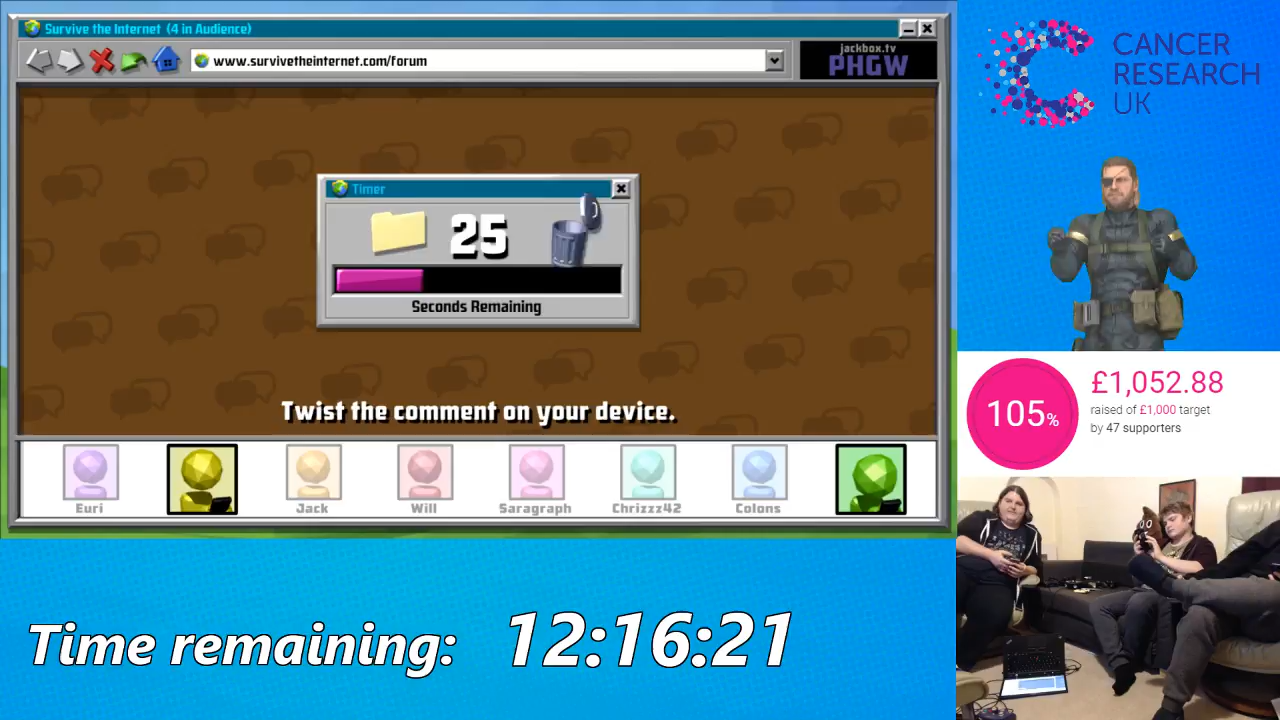 Survive the Internet (4 in Audience)
www.survivetheinternet.com/forum
jackbox.tv
PHGW
Timer
25
Seconds Remaining
Twist the comment on your device.
Euri
Jack
Will
Saragraph
Chrizzz42
Colons
Time remaining: 12:16:21
CANCER
RESEARCH
UK
105%
£1,052.88
raised of £1,000 target
by 47 supporters